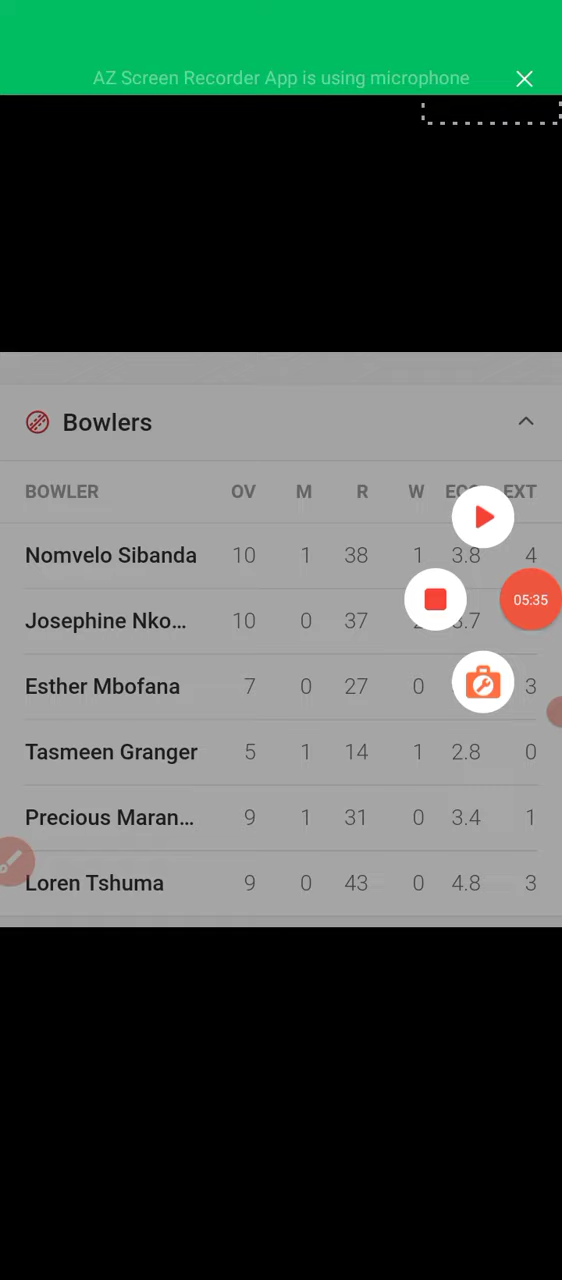 AZ Screen Recorder App is using microphone
Bowlers
BOWLER OV M R W EXT
Nomvelo Sibanda 10 1 38 1 3.8 4
05:35
Josephine Nko... 10 0 37
Esther Mbofana 7 0 27 0 3
Tasmeen Granger 5 1 14 1 2.8 0
Precious Maran... 9 1 31 0 3.4 1
Loren Tshuma 9 0 43 0 4.8 3